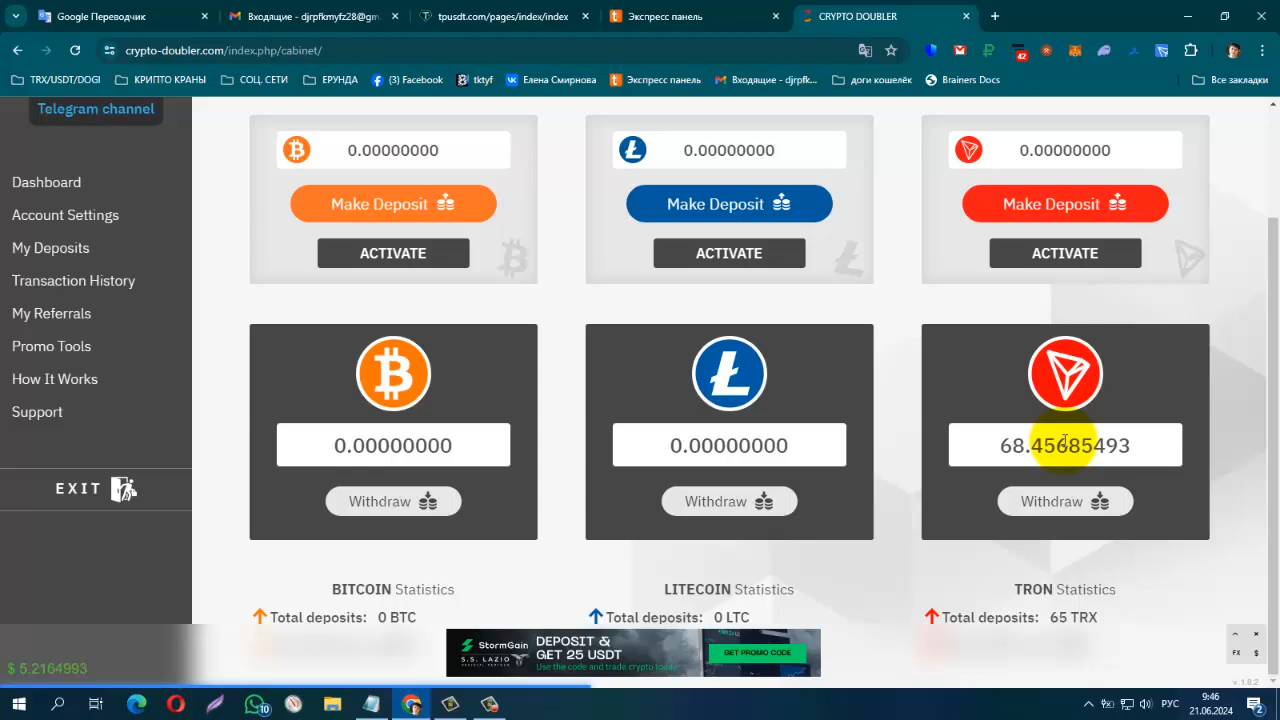 Google Переводчик
Входящие - djrpfkmyfz28@gm
tpusdt.com/pages/index/index
Экспресс панель
CRYPTO DOUBLER
crypto-doubler.com/index.php/cabinet/
42
TRX/USDT/DOGI
КРИПТО КРАНЫ
СОЦ. СЕТИ
ЕРУНДА
(3) Facebook
tktyf
Елена Смирнова
Экспресс панель
Входящие - djrpfk...
доги кошелёк
Brainers Docs
Все закладки
Telegram channel
Dashboard
Account Settings
My Deposits
Transaction History
My Referrals
Promo Tools
How It Works
Support
EXIT
$ 5.2164993
0.00000000
0.00000000
0.00000000
Make Deposit
Make Deposit
Make Deposit
ACTIVATE
ACTIVATE
ACTIVATE
0.00000000
0.00000000
68.45685493
Withdraw
Withdraw
Withdraw
BITCOIN Statistics
LITECOIN Statistics
TRON Statistics
Total deposits: 0 BTC
Total deposits: 0 LTC
Total deposits: 65 TRX
StormGain
S.S. LAZIO
DEPOSIT &
GET 25 USDT
Use the code and trade crypto today
GET PROMO CODE
FX
$
v. 1.8.2
10
РУС
9:46
21.06.2024
2